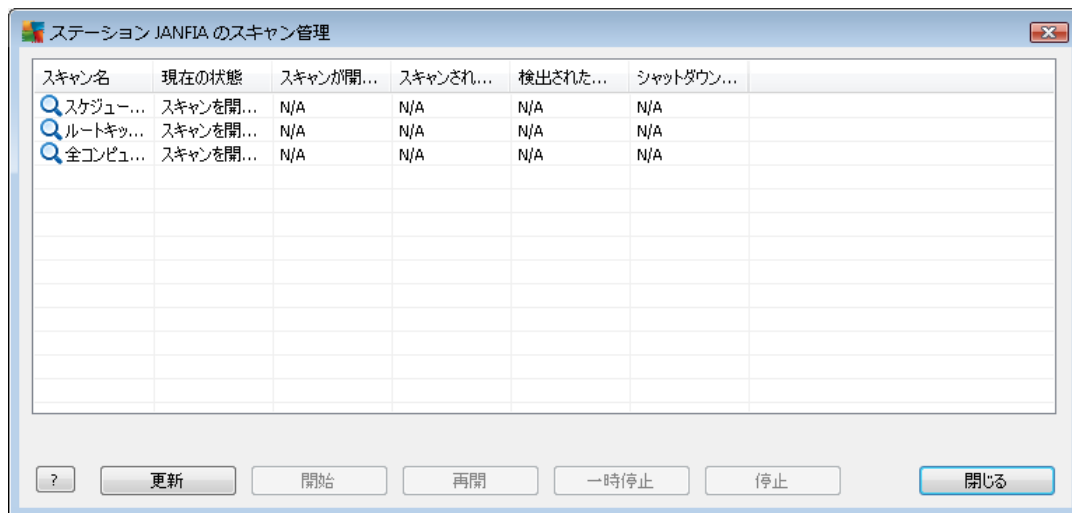 ステーション JANFIA のスキャン管理
スキャン名 現在の状態 スキャンが開... スキャンされ... 検出された... シャットダウン...
スケジュー... スキャンを開... N/A N/A N/A N/A
ルートキッ... スキャンを開... N/A N/A N/A N/A
全コンピュ... スキャンを開... N/A N/A N/A N/A
? 更新 開始 再開 一時停止 停止 閉じる